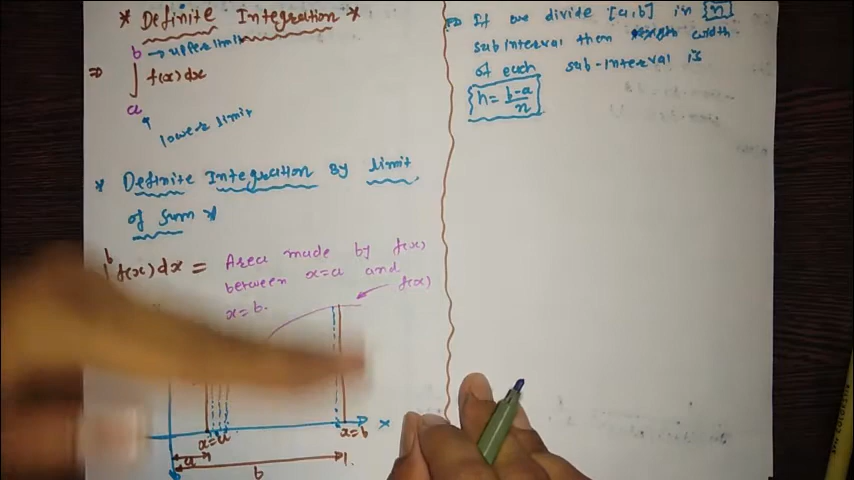 * Definite Integration *
b → upper limit
⇒ ∫ f(x) dx
a
lower limit
* Definite Integration By limit
of Sum *
b
∫ f(x) dx = Area made by f(x)
between x=a and
x=b.
f(x)
x
x=a
x=b
a
b
⇒ If we divide [a,b] in {n}
sub interval then width
of each sub-interval is
h = b-a/n